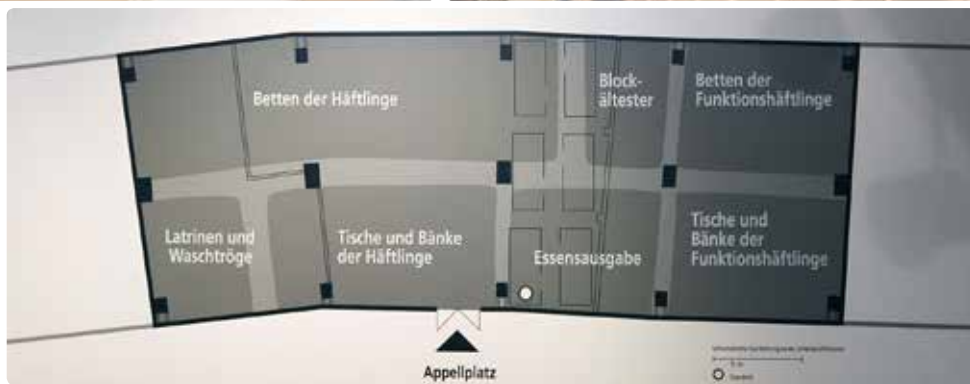 Betten der Häftlinge
Block-
ältester
Betten der
Funktionshäftlinge
Latrinen und
Waschtröge
Tische und Bänke
der Häftlinge
Essensausgabe
Tische und
Bänke der
Funktionshäftlinge
Appellplatz
5 m